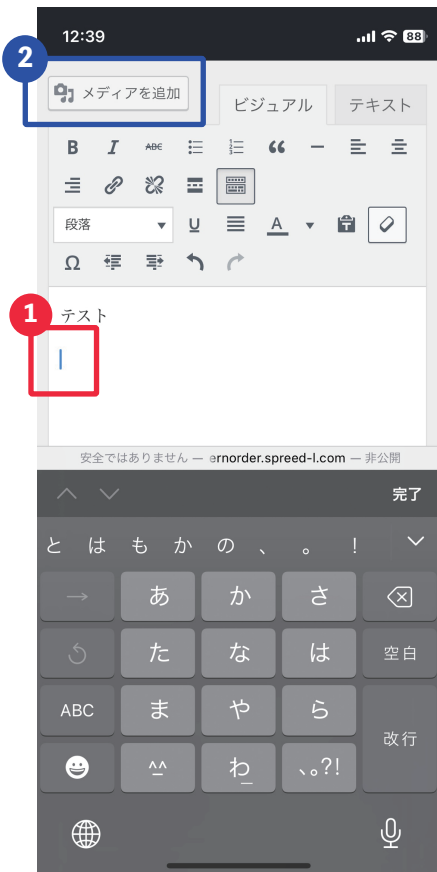 12:39
88
2
メディアを追加
ビジュアル
テキスト
B I ABC
段落
U A
Ω
1
テスト
安全ではありません — ernorder.spreed-l.com — 非公開
完了
と は も か の 、 。 !
→ あ か さ
た な は 空白
ABC ま や ら
改行
^^ わ_ 、。?!